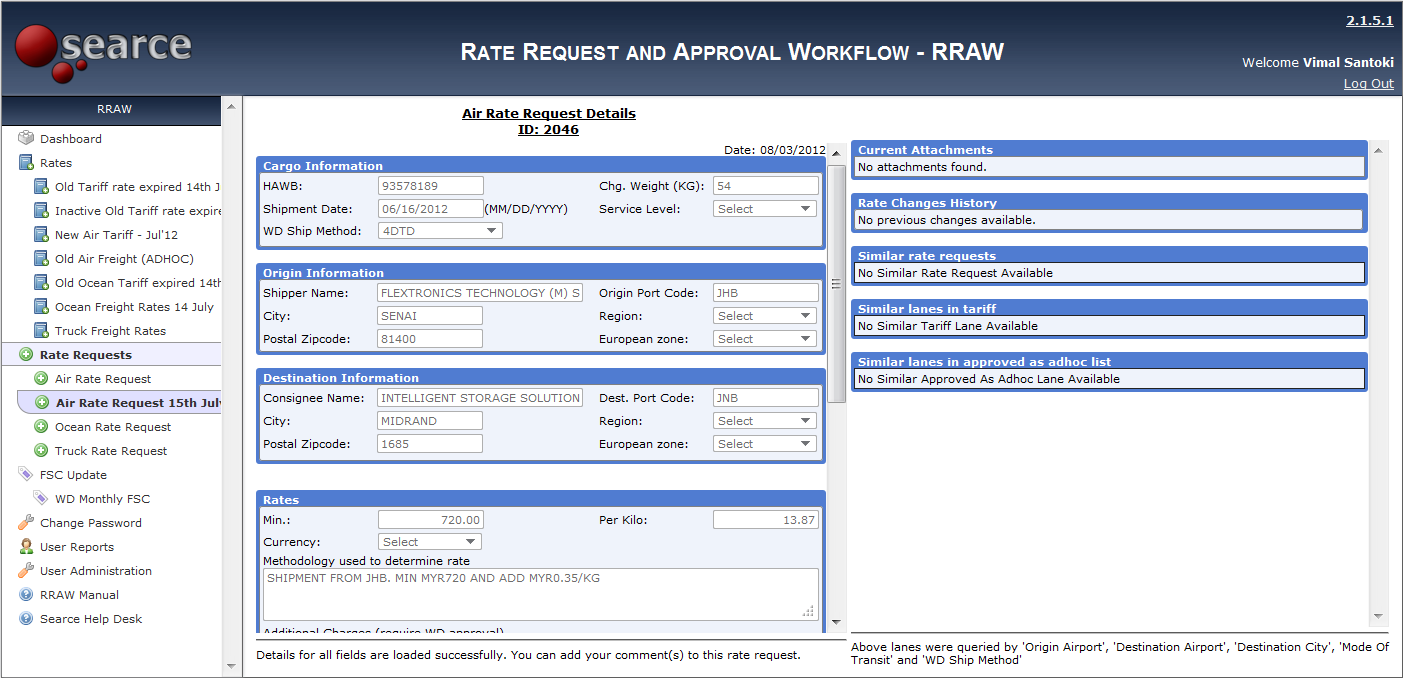 searce
RATE REQUEST AND APPROVAL WORKFLOW - RRAW
2.1.5.1
Welcome Vimal Santoki
Log Out
RRAW
Dashboard
Rates
Old Tariff rate expired 14th J
Inactive Old Tariff rate expire
New Air Tariff - Jul'12
Old Air Freight (ADHOC)
Old Ocean Tariff expired 14th
Ocean Freight Rates 14 July
Truck Freight Rates
Rate Requests
Air Rate Request
Air Rate Request 15th July
Ocean Rate Request
Truck Rate Request
FSC Update
WD Monthly FSC
Change Password
User Reports
User Administration
RRAW Manual
Searce Help Desk
Air Rate Request Details
ID: 2046
Date: 08/03/2012
Cargo Information
HAWB: 93578189 Chg. Weight (KG): 54
Shipment Date: 06/16/2012 (MM/DD/YYYY) Service Level: Select
WD Ship Method: 4DTD
Origin Information
Shipper Name: FLEXTRONICS TECHNOLOGY (M) S Origin Port Code: JHB
City: SENAI Region: Select
Postal Zipcode: 81400 European zone: Select
Destination Information
Consignee Name: INTELLIGENT STORAGE SOLUTION Dest. Port Code: JNB
City: MIDRAND Region: Select
Postal Zipcode: 1685 European zone: Select
Rates
Min.: 720.00 Per Kilo: 13.87
Currency: Select
Methodology used to determine rate
SHIPMENT FROM JHB. MIN MYR720 AND ADD MYR0.35/KG
Additional Charges (require WD approval)
Details for all fields are loaded successfully. You can add your comment(s) to this rate request.
Current Attachments
No attachments found.
Rate Changes History
No previous changes available.
Similar rate requests
No Similar Rate Request Available
Similar lanes in tariff
No Similar Tariff Lane Available
Similar lanes in approved as adhoc list
No Similar Approved As Adhoc Lane Available
Above lanes were queried by 'Origin Airport', 'Destination Airport', 'Destination City', 'Mode Of
Transit' and 'WD Ship Method'